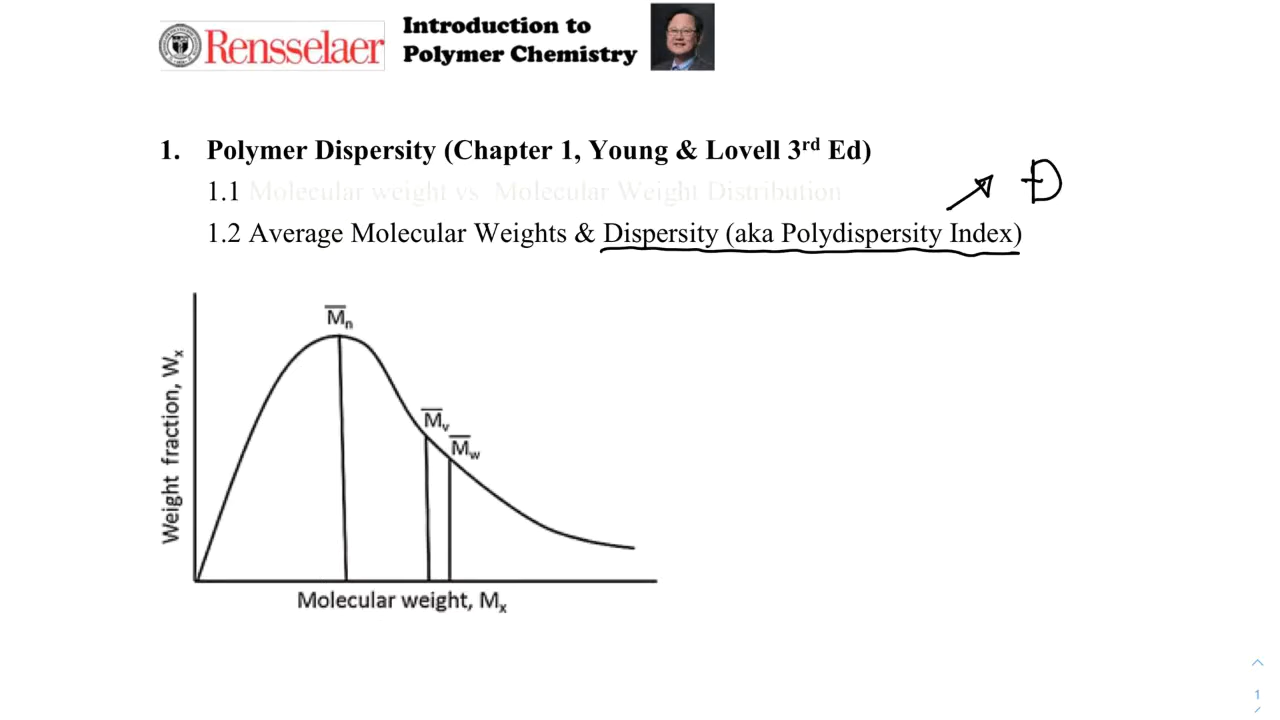 Rensselaer
Introduction to
Polymer Chemistry
1. Polymer Dispersity (Chapter 1, Young & Lovell 3rd Ed)
1.1 Molecular weight vs. Molecular Weight Distribution
Đ
1.2 Average Molecular Weights & Dispersity (aka Polydispersity Index)
M̅n
M̅v
M̅w
Weight fraction, Wx
Molecular weight, Mx
1